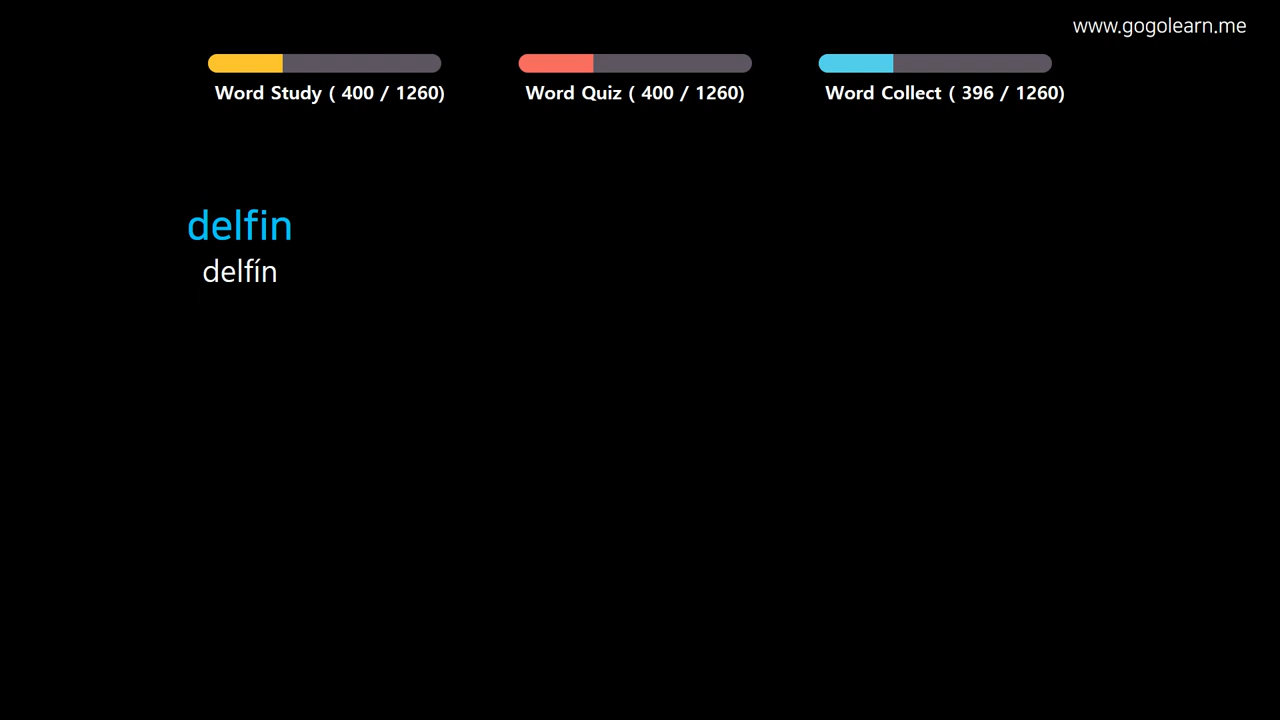 www.gogolearn.me
Word Study ( 400 / 1260)
Word Quiz ( 400 / 1260)
Word Collect ( 396 / 1260)
delfin
delfín